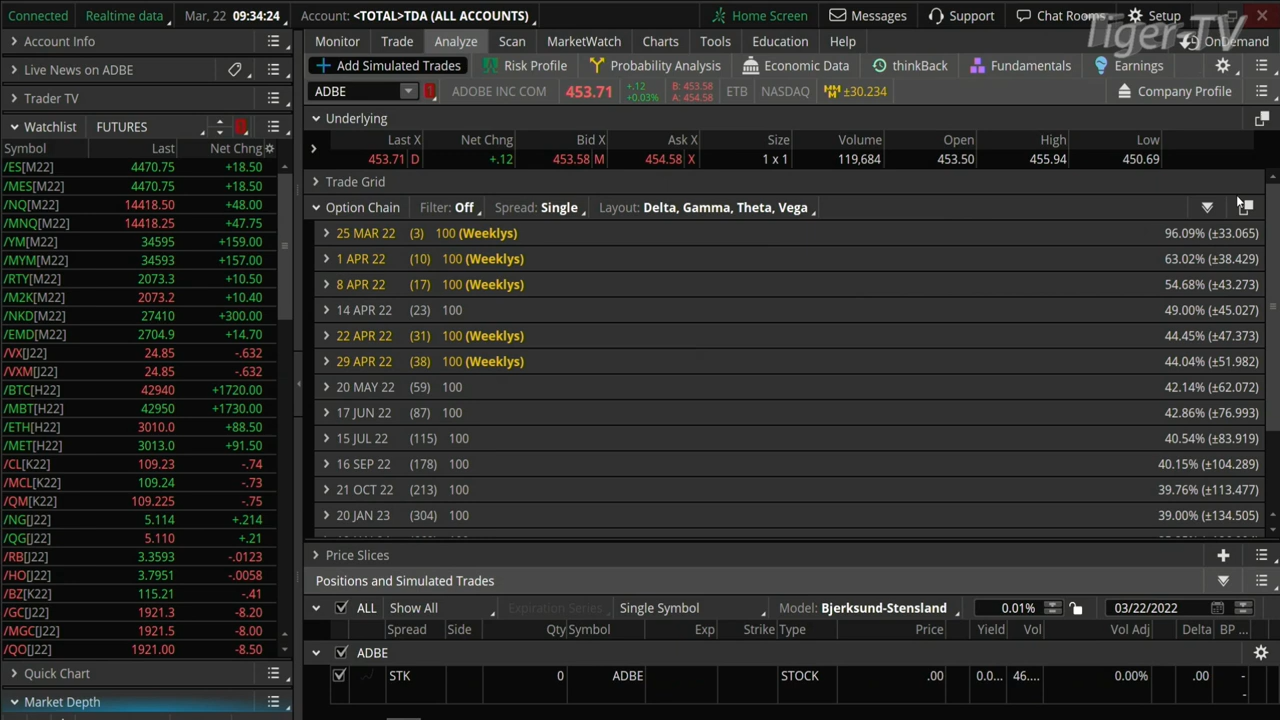 Connected Realtime data Mar, 22 09:34:24 Account: <TOTAL>TDA (ALL ACCOUNTS) Home Screen Messages Support Chat Rooms Setup
Tiger-TV
OnDemand
Account Info
Live News on ADBE
Trader TV
Watchlist FUTURES
Symbol Last Net Chng
/ES[M22] 4470.75 +18.50
/MES[M22] 4470.75 +18.50
/NQ[M22] 14418.50 +48.00
/MNQ[M22] 14418.25 +47.75
/YM[M22] 34595 +159.00
/MYM[M22] 34593 +157.00
/RTY[M22] 2073.3 +10.50
/M2K[M22] 2073.2 +10.40
/NKD[M22] 27410 +300.00
/EMD[M22] 2704.9 +14.70
/VX[J22] 24.85 -.632
/VXM[J22] 24.85 -.632
/BTC[H22] 42940 +1720.00
/MBT[H22] 42950 +1730.00
/ETH[H22] 3010.0 +88.50
/MET[H22] 3013.0 +91.50
/CL[K22] 109.23 -.74
/MCL[K22] 109.24 -.73
/QM[K22] 109.225 -.75
/NG[J22] 5.114 +.214
/QG[J22] 5.110 +.21
/RB[J22] 3.3593 -.0123
/HO[J22] 3.7951 -.0058
/BZ[K22] 115.21 -.41
/GC[J22] 1921.3 -8.20
/MGC[J22] 1921.5 -8.00
/QO[J22] 1921.00 -8.50
Quick Chart
Market Depth
Monitor Trade Analyze Scan MarketWatch Charts Tools Education Help
Add Simulated Trades Risk Profile Probability Analysis Economic Data thinkBack Fundamentals Earnings
ADBE 1 ADOBE INC COM 453.71 +.12 +0.03% B: 453.58 A: 454.58 ETB NASDAQ ±30.234 Company Profile
Underlying
Last X Net Chng Bid X Ask X Size Volume Open High Low
453.71 D +.12 453.58 M 454.58 X 1 x 1 119,684 453.50 455.94 450.69
Trade Grid
Option Chain Filter: Off Spread: Single Layout: Delta, Gamma, Theta, Vega
25 MAR 22 (3) 100 (Weeklys) 96.09% (±33.065)
1 APR 22 (10) 100 (Weeklys) 63.02% (±38.429)
8 APR 22 (17) 100 (Weeklys) 54.68% (±43.273)
14 APR 22 (23) 100 49.00% (±45.027)
22 APR 22 (31) 100 (Weeklys) 44.45% (±47.373)
29 APR 22 (38) 100 (Weeklys) 44.04% (±51.982)
20 MAY 22 (59) 100 42.14% (±62.072)
17 JUN 22 (87) 100 42.86% (±76.993)
15 JUL 22 (115) 100 40.54% (±83.919)
16 SEP 22 (178) 100 40.15% (±104.289)
21 OCT 22 (213) 100 39.76% (±113.477)
20 JAN 23 (304) 100 39.00% (±134.505)
Price Slices
Positions and Simulated Trades
ALL Show All Expiration Series Single Symbol Model: Bjerksund-Stensland 0.01% 03/22/2022
Spread Side Qty Symbol Exp Strike Type Price Yield Vol Vol Adj Delta BP ...
ADBE
STK 0 ADBE STOCK .00 0.0... 46.... 0.00% .00 -
-